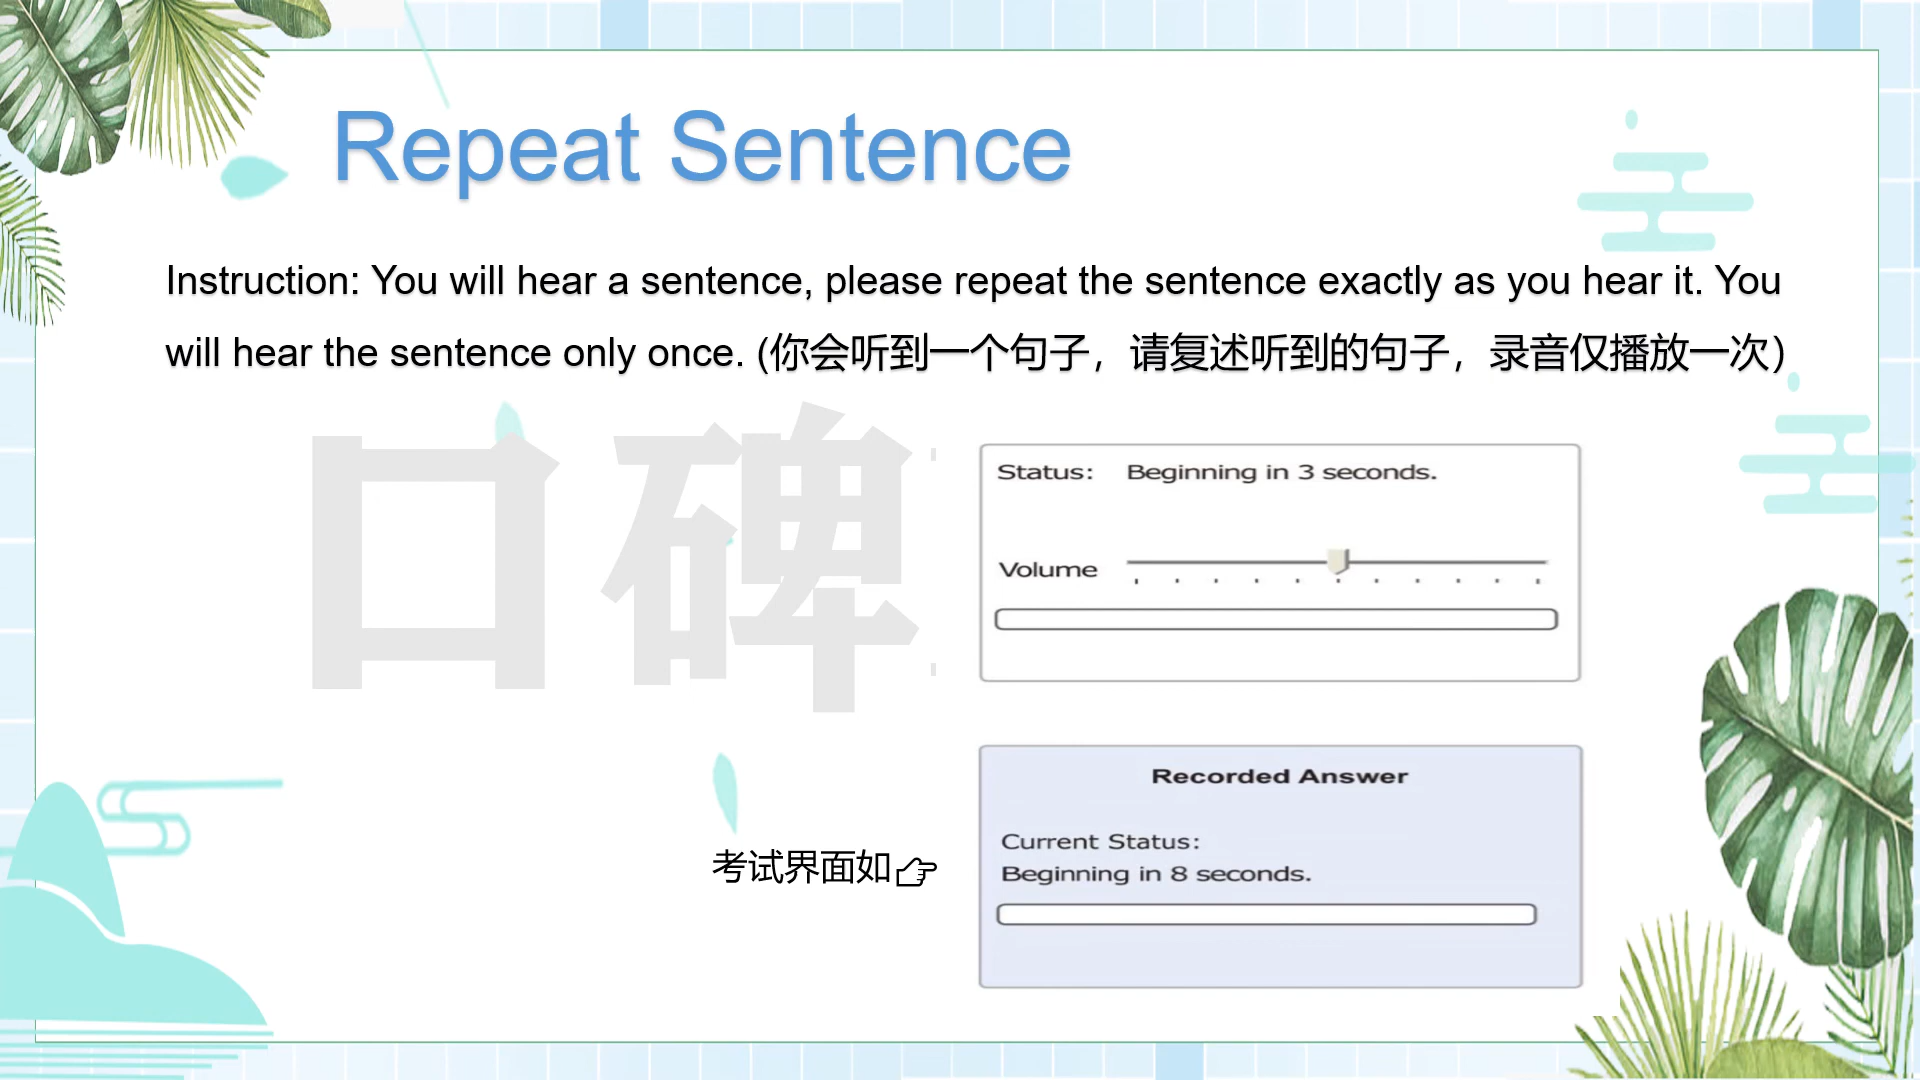 Repeat Sentence
Instruction: You will hear a sentence, please repeat the sentence exactly as you hear it. You
will hear the sentence only once. (你会听到一个句子，请复述听到的句子，录音仅播放一次）
口碑
Status: Beginning in 3 seconds.
Volume
Recorded Answer
Current Status:
Beginning in 8 seconds.
考试界面如👉